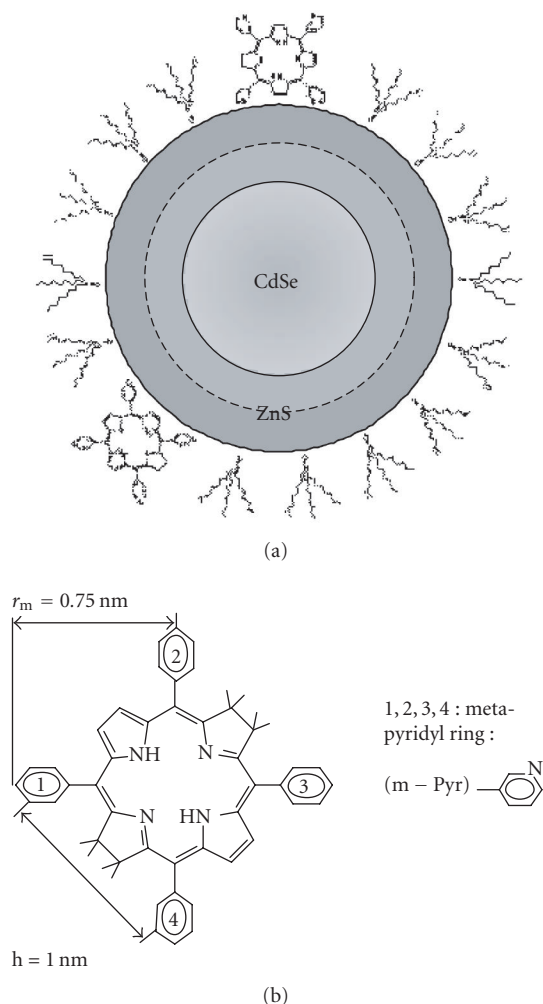 CdSe
ZnS
(a)
r_m = 0.75 nm
2
NH
N
1
3
N
HN
4
h = 1 nm
1, 2, 3, 4 : meta-
pyridyl ring :
(m − Pyr)
N
(b)